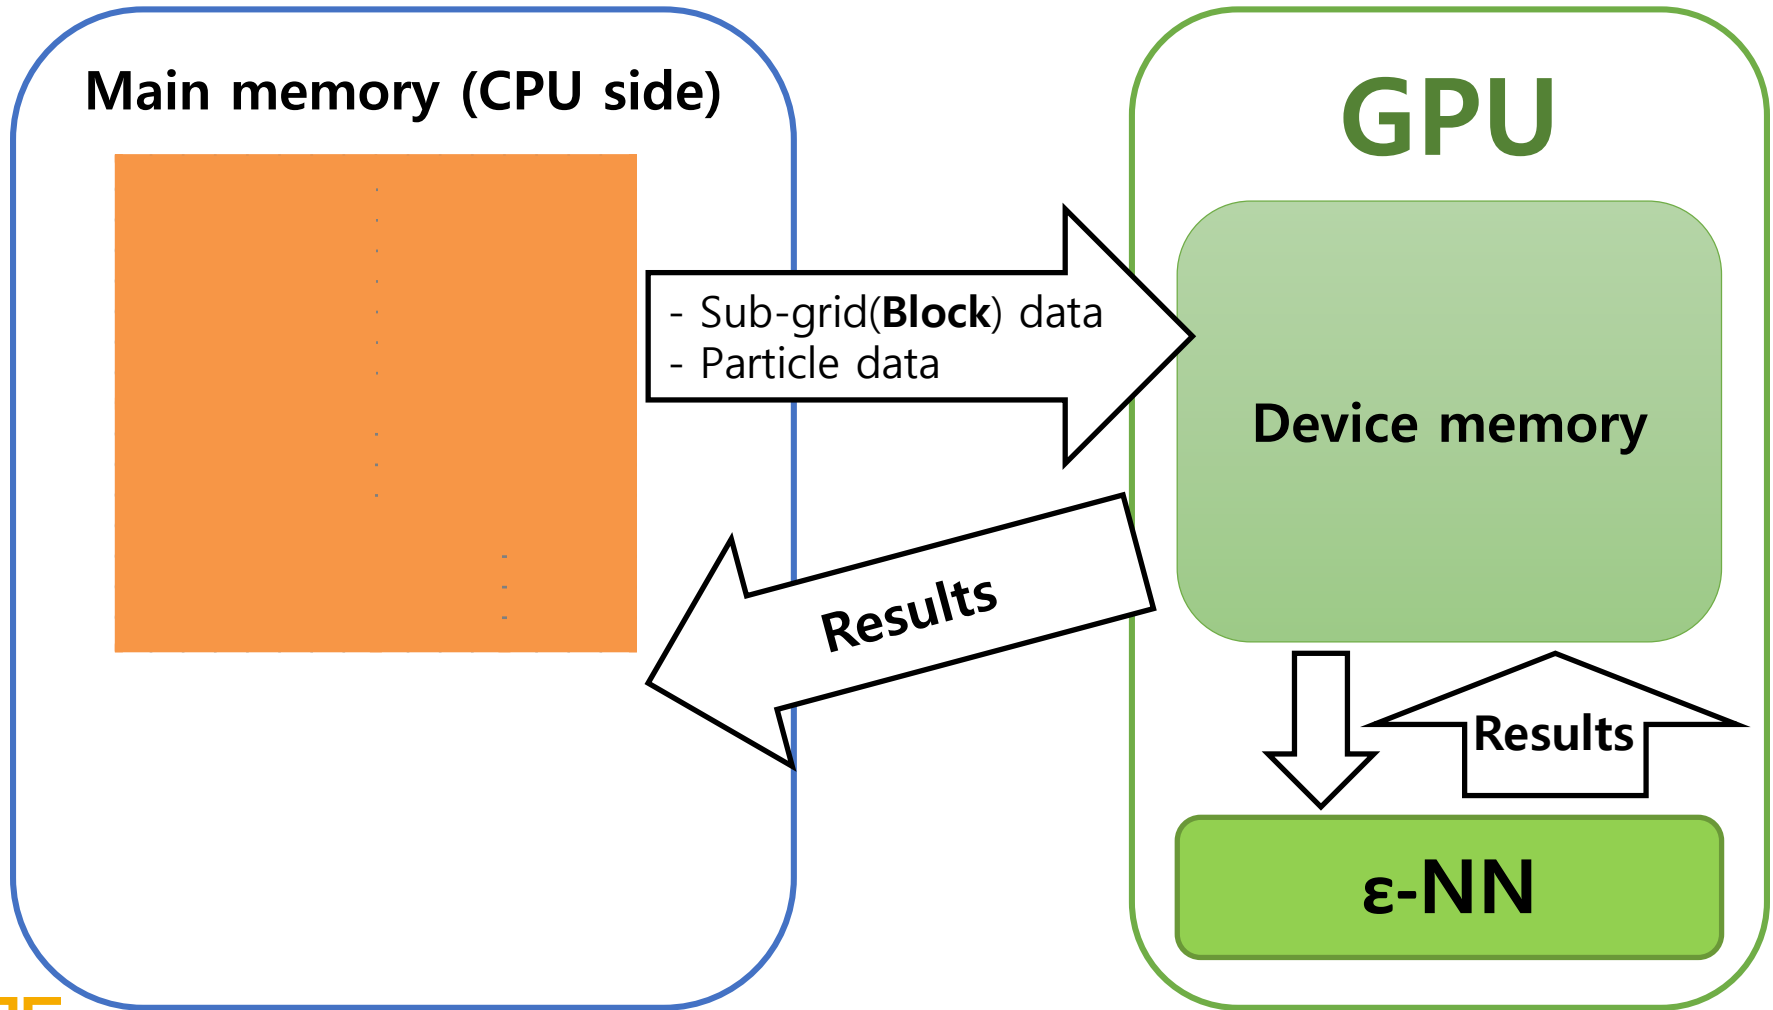 Main memory (CPU side)
GPU
- Sub-grid(Block) data
- Particle data
Device memory
Results
Results
ε-NN